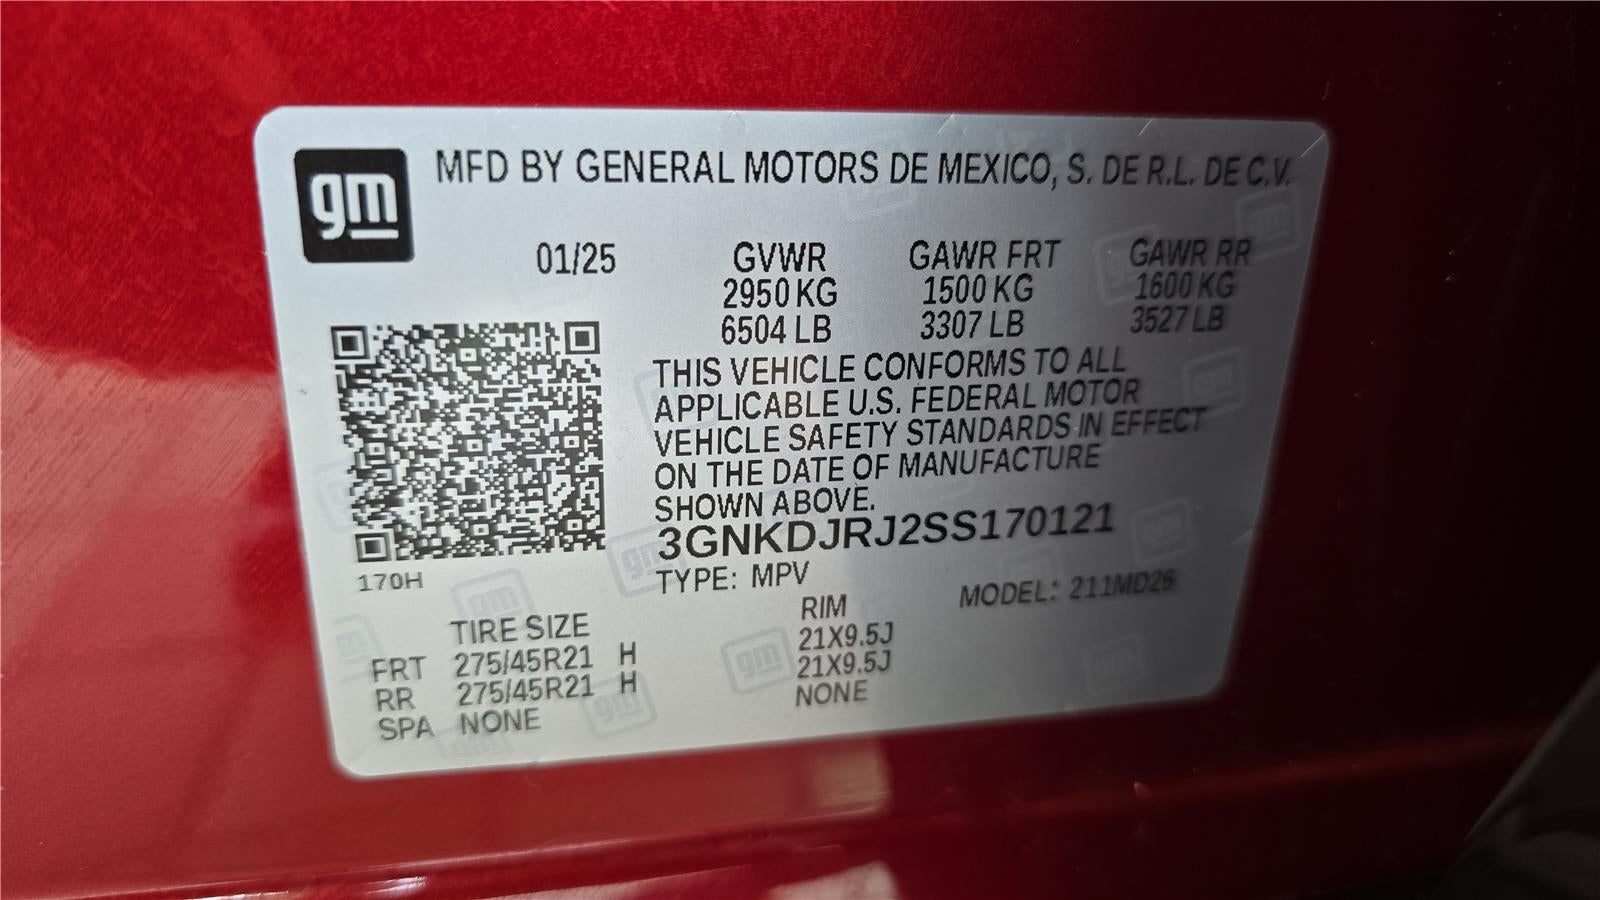 gm
MFD BY GENERAL MOTORS DE MEXICO, S. DE R.L. DE C.V.
01/25
GVWR GAWR FRT GAWR RR
2950 KG 1500 KG 1600 KG
6504 LB 3307 LB 3527 LB
THIS VEHICLE CONFORMS TO ALL
APPLICABLE U.S. FEDERAL MOTOR
VEHICLE SAFETY STANDARDS IN EFFECT
ON THE DATE OF MANUFACTURE
SHOWN ABOVE.
3GNKDJRJ2SS170121
170H
TYPE: MPV MODEL: 211MD26
TIRE SIZE RIM
FRT 275/45R21 H 21X9.5J
RR 275/45R21 H 21X9.5J
SPA NONE NONE